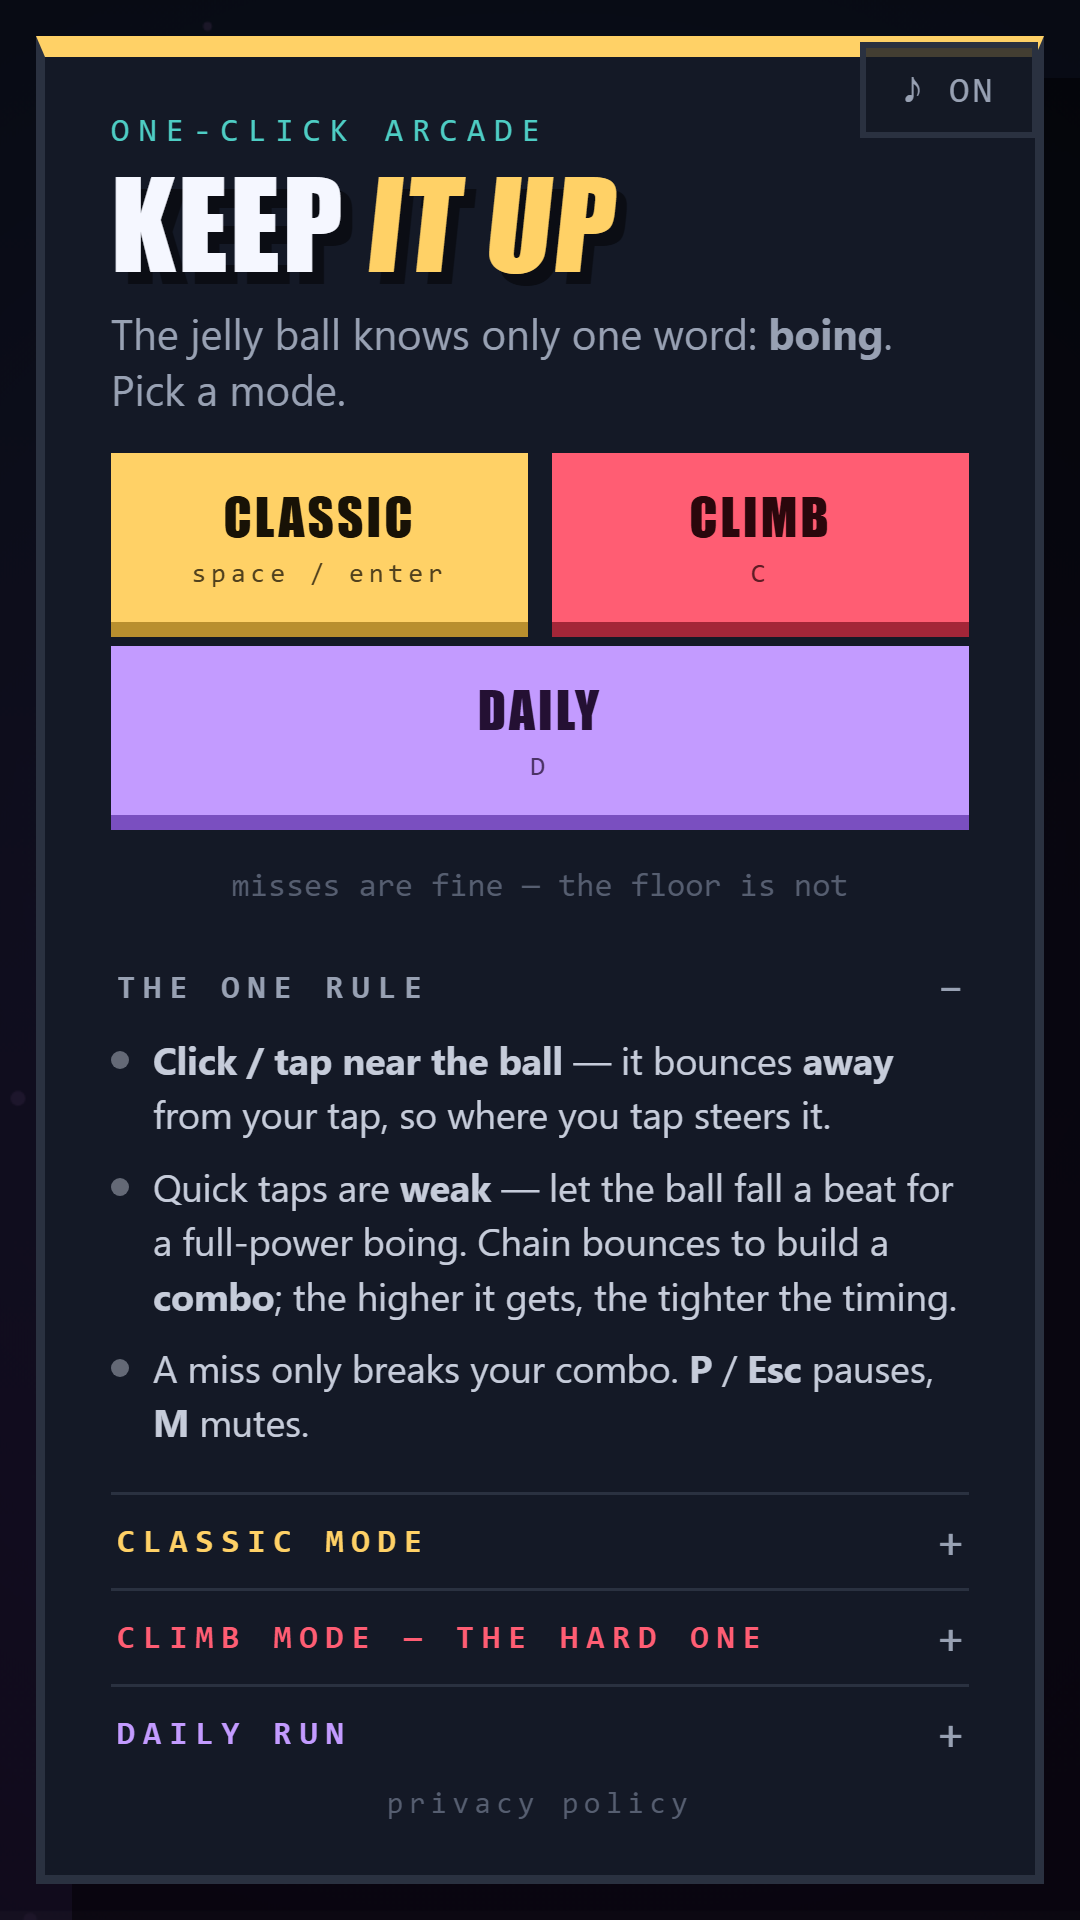 ♪ ON
ONE-CLICK ARCADE
KEEP IT UP
The jelly ball knows only one word: boing.
Pick a mode.
CLASSIC
space / enter
CLIMB
C
DAILY
D
misses are fine — the floor is not
THE ONE RULE −
Click / tap near the ball — it bounces away
from your tap, so where you tap steers it.
Quick taps are weak — let the ball fall a beat for
a full-power boing. Chain bounces to build a
combo; the higher it gets, the tighter the timing.
A miss only breaks your combo. P / Esc pauses,
M mutes.
CLASSIC MODE +
CLIMB MODE — THE HARD ONE +
DAILY RUN +
privacy policy